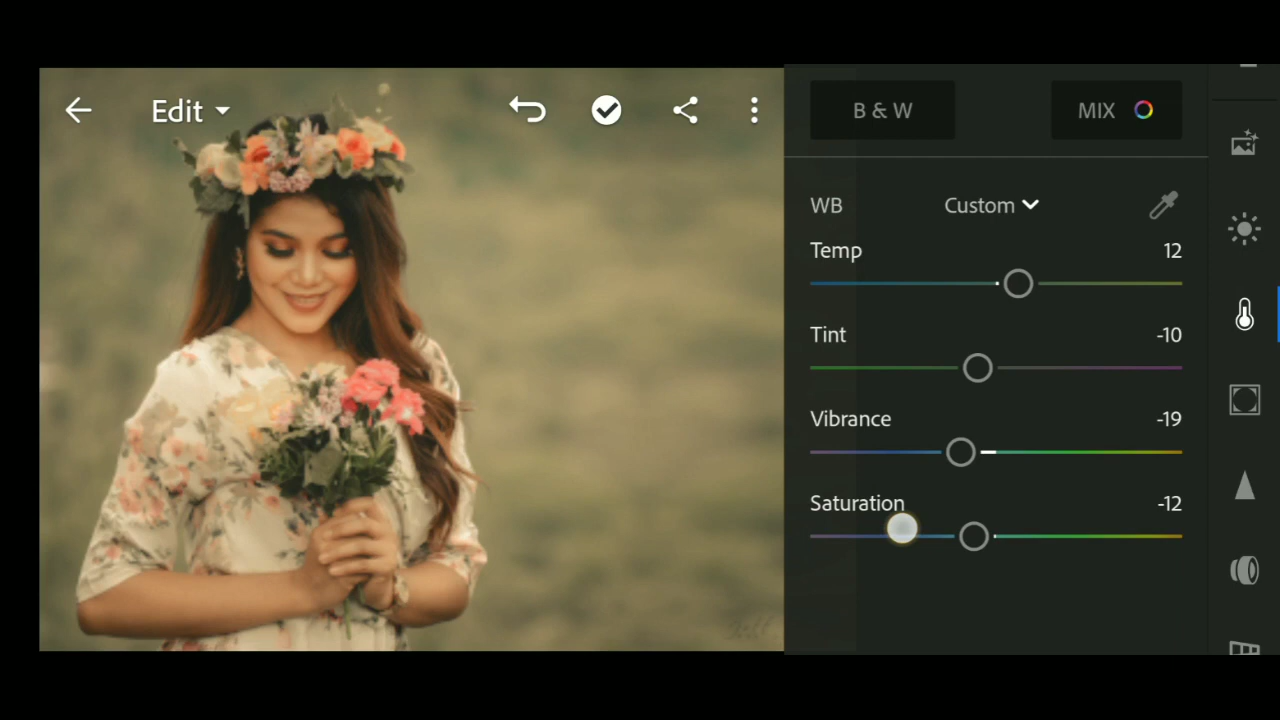 Edit
B & W
MIX
WB
Custom
Temp
12
Tint
-10
Vibrance
-19
Saturation
-12